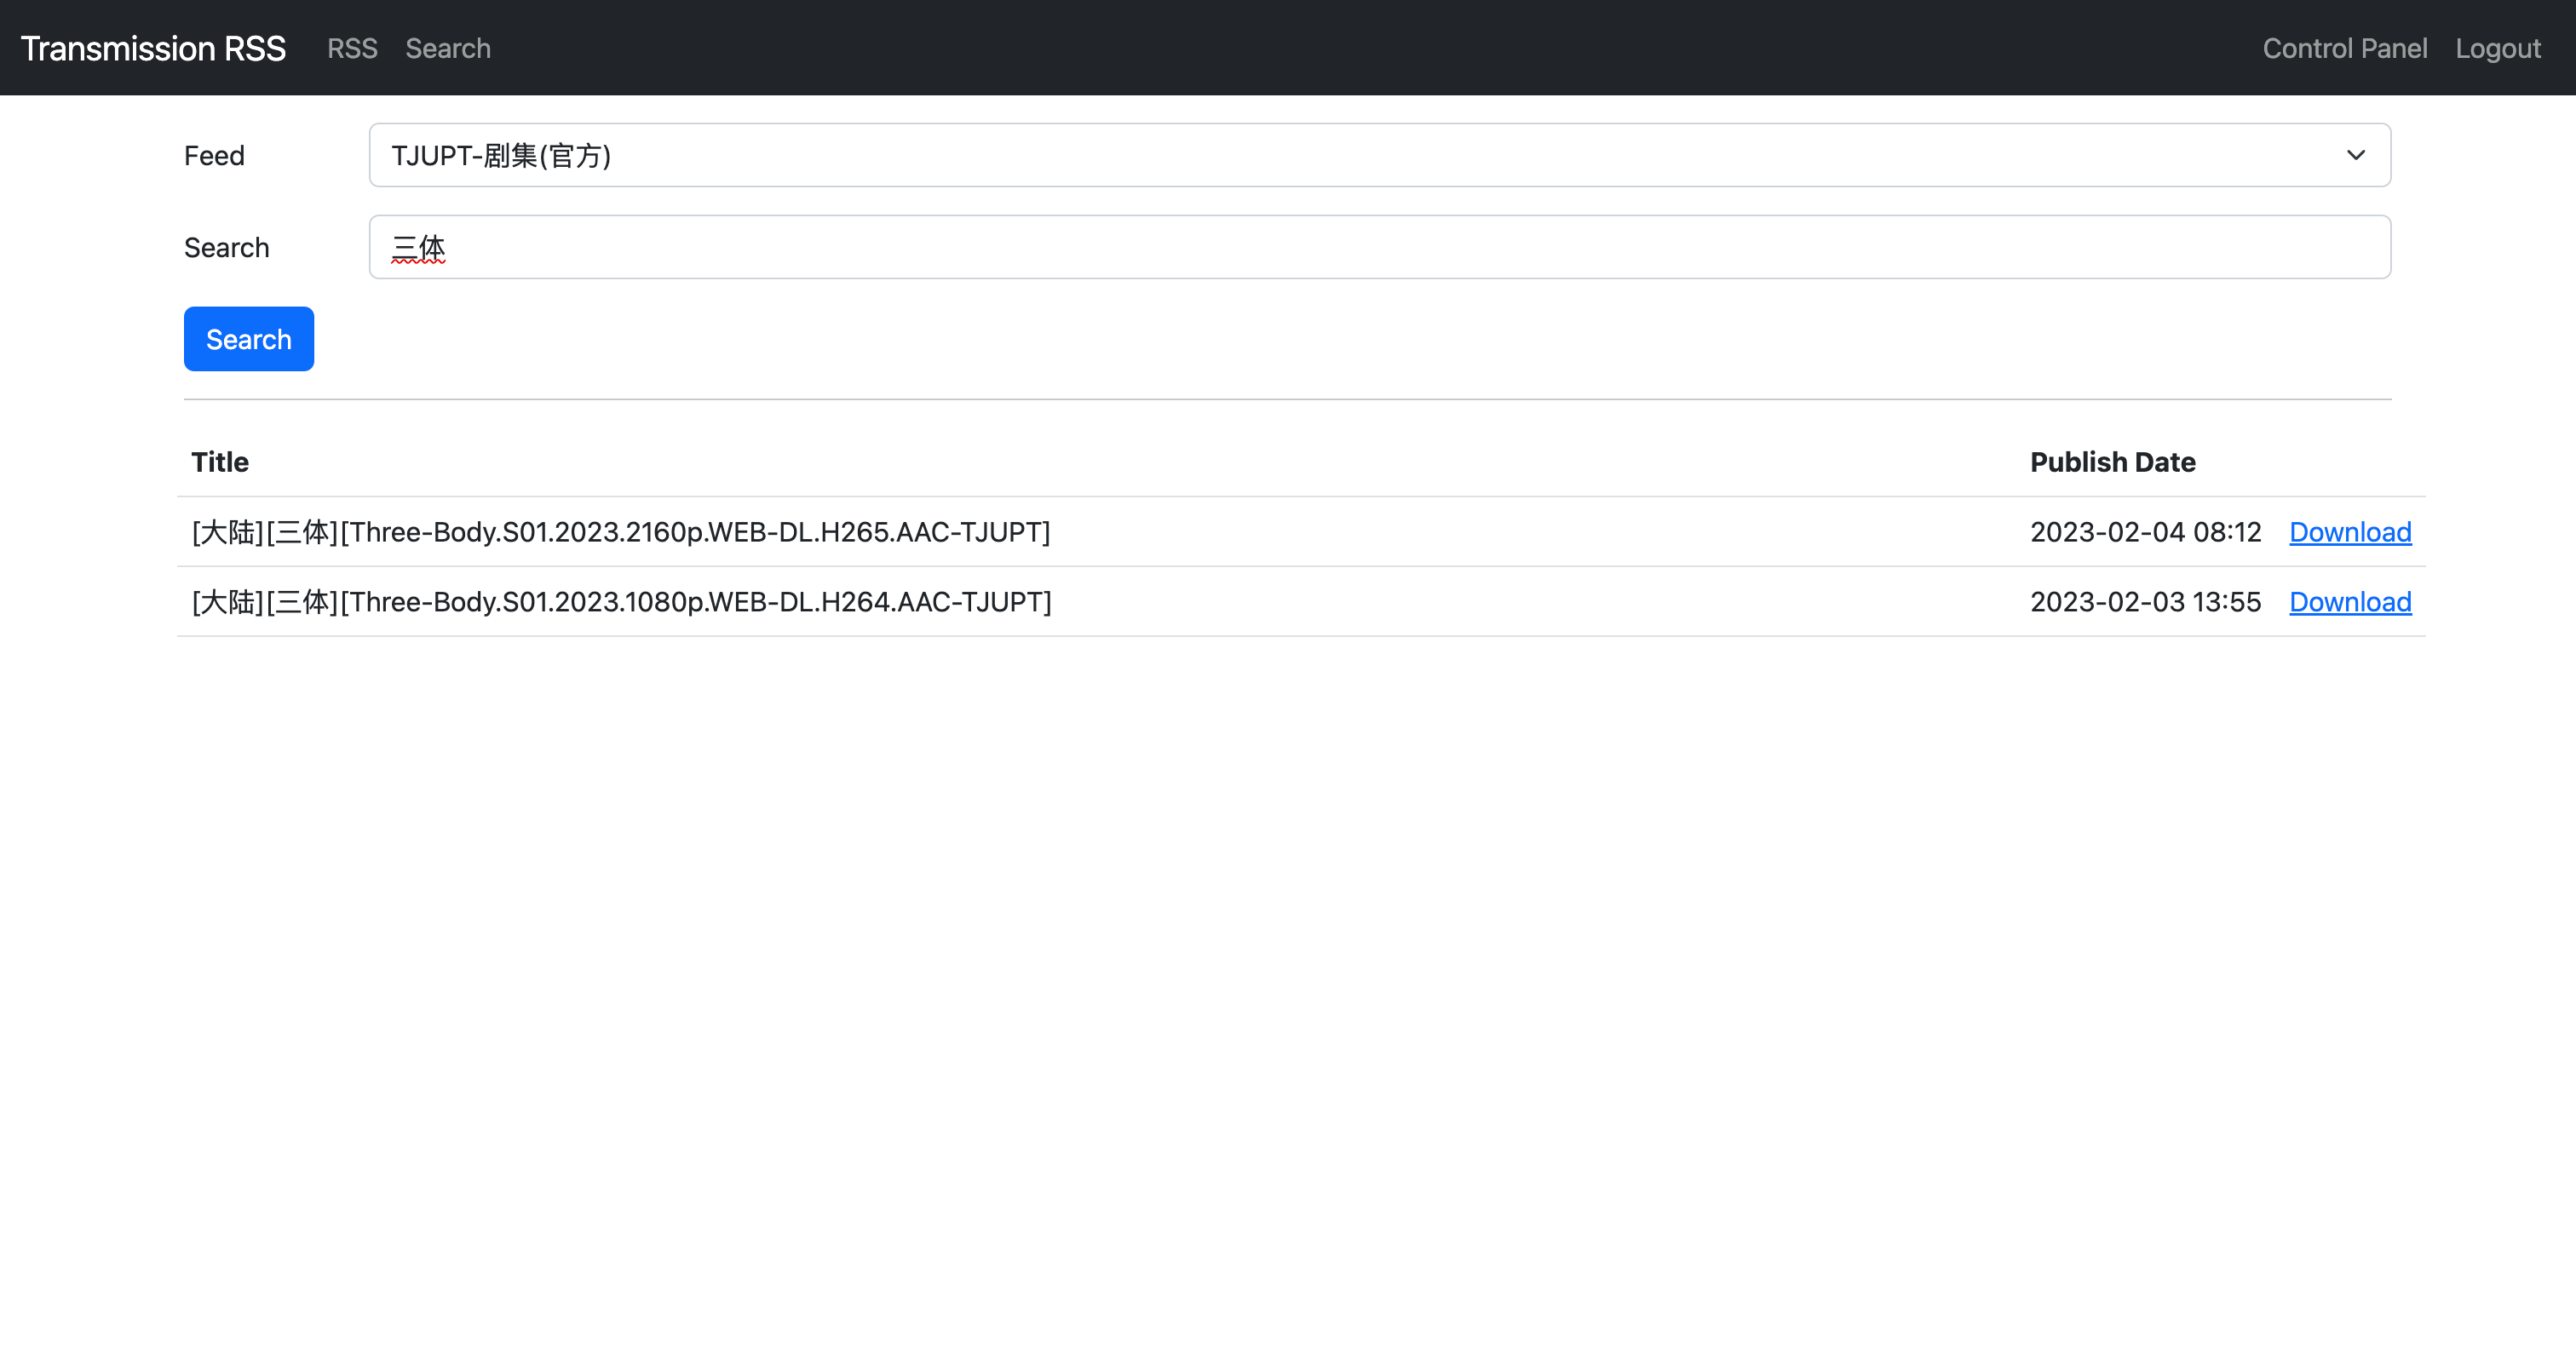 Transmission RSS RSS Search Control Panel Logout
Feed TJUPT-剧集(官方)
Search 三体
Search
Title Publish Date
[大陆][三体][Three-Body.S01.2023.2160p.WEB-DL.H265.AAC-TJUPT] 2023-02-04 08:12 Download
[大陆][三体][Three-Body.S01.2023.1080p.WEB-DL.H264.AAC-TJUPT] 2023-02-03 13:55 Download